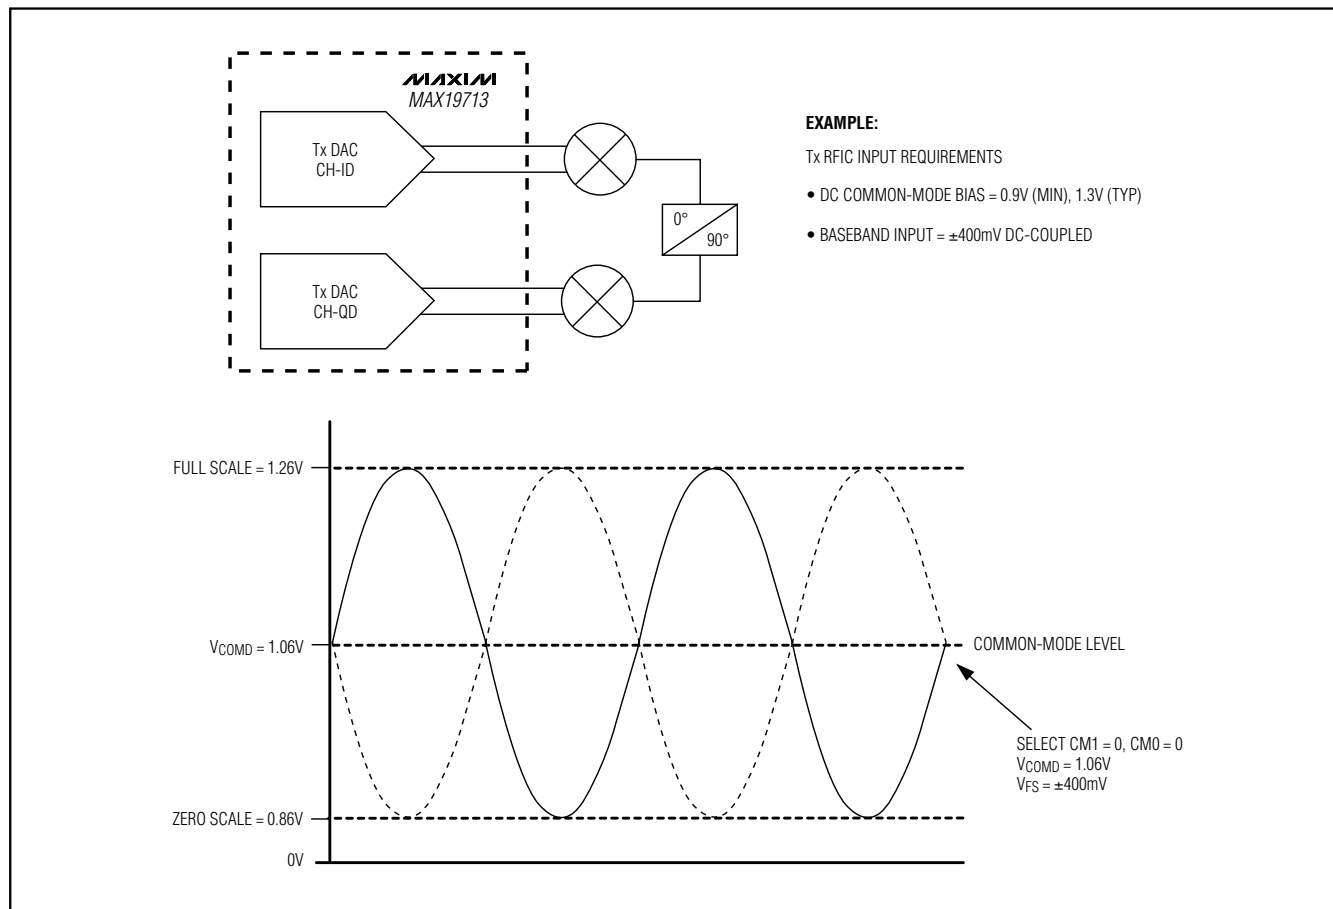 MAXIM
MAX19713
Tx DAC
CH-ID
Tx DAC
CH-QD
0°
90°
EXAMPLE:
Tx RFIC INPUT REQUIREMENTS
• DC COMMON-MODE BIAS = 0.9V (MIN), 1.3V (TYP)
• BASEBAND INPUT = ±400mV DC-COUPLED
FULL SCALE = 1.26V
VCOMD = 1.06V
COMMON-MODE LEVEL
SELECT CM1 = 0, CM0 = 0
VCOMD = 1.06V
VFS = ±400mV
ZERO SCALE = 0.86V
0V